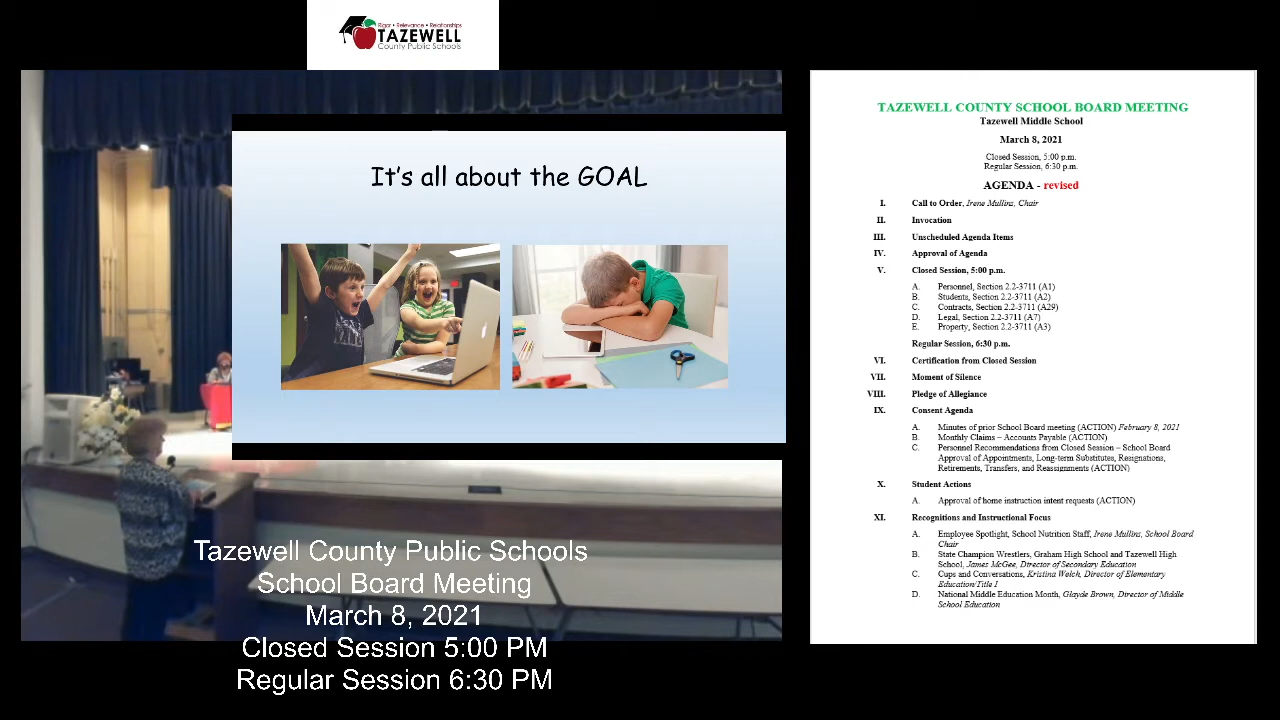 Rigor • Relevance • Relationships
TAZEWELL
County Public Schools
It's all about the GOAL
Tazewell County Public Schools
School Board Meeting
March 8, 2021
Closed Session 5:00 PM
Regular Session 6:30 PM
TAZEWELL COUNTY SCHOOL BOARD MEETING
Tazewell Middle School
March 8, 2021
Closed Session, 5:00 p.m.
Regular Session, 6:30 p.m.
AGENDA - revised
I. Call to Order, Irene Mullins, Chair
II. Invocation
III. Unscheduled Agenda Items
IV. Approval of Agenda
V. Closed Session, 5:00 p.m.
A. Personnel, Section 2.2-3711 (A1)
B. Students, Section 2.2-3711 (A2)
C. Contracts, Section 2.2-3711 (A29)
D. Legal, Section 2.2-3711 (A7)
E. Property, Section 2.2-3711 (A3)
Regular Session, 6:30 p.m.
VI. Certification from Closed Session
VII. Moment of Silence
VIII. Pledge of Allegiance
IX. Consent Agenda
A. Minutes of prior School Board meeting (ACTION) February 8, 2021
B. Monthly Claims – Accounts Payable (ACTION)
C. Personnel Recommendations from Closed Session – School Board
Approval of Appointments, Long-term Substitutes, Resignations,
Retirements, Transfers, and Reassignments (ACTION)
X. Student Actions
A. Approval of home instruction intent requests (ACTION)
XI. Recognitions and Instructional Focus
A. Employee Spotlight, School Nutrition Staff, Irene Mullins, School Board
Chair
B. State Champion Wrestlers, Graham High School and Tazewell High
School, James McGee, Director of Secondary Education
C. Cups and Conversations, Kristina Welch, Director of Elementary
Education/Title I
D. National Middle Education Month, Glayde Brown, Director of Middle
School Education